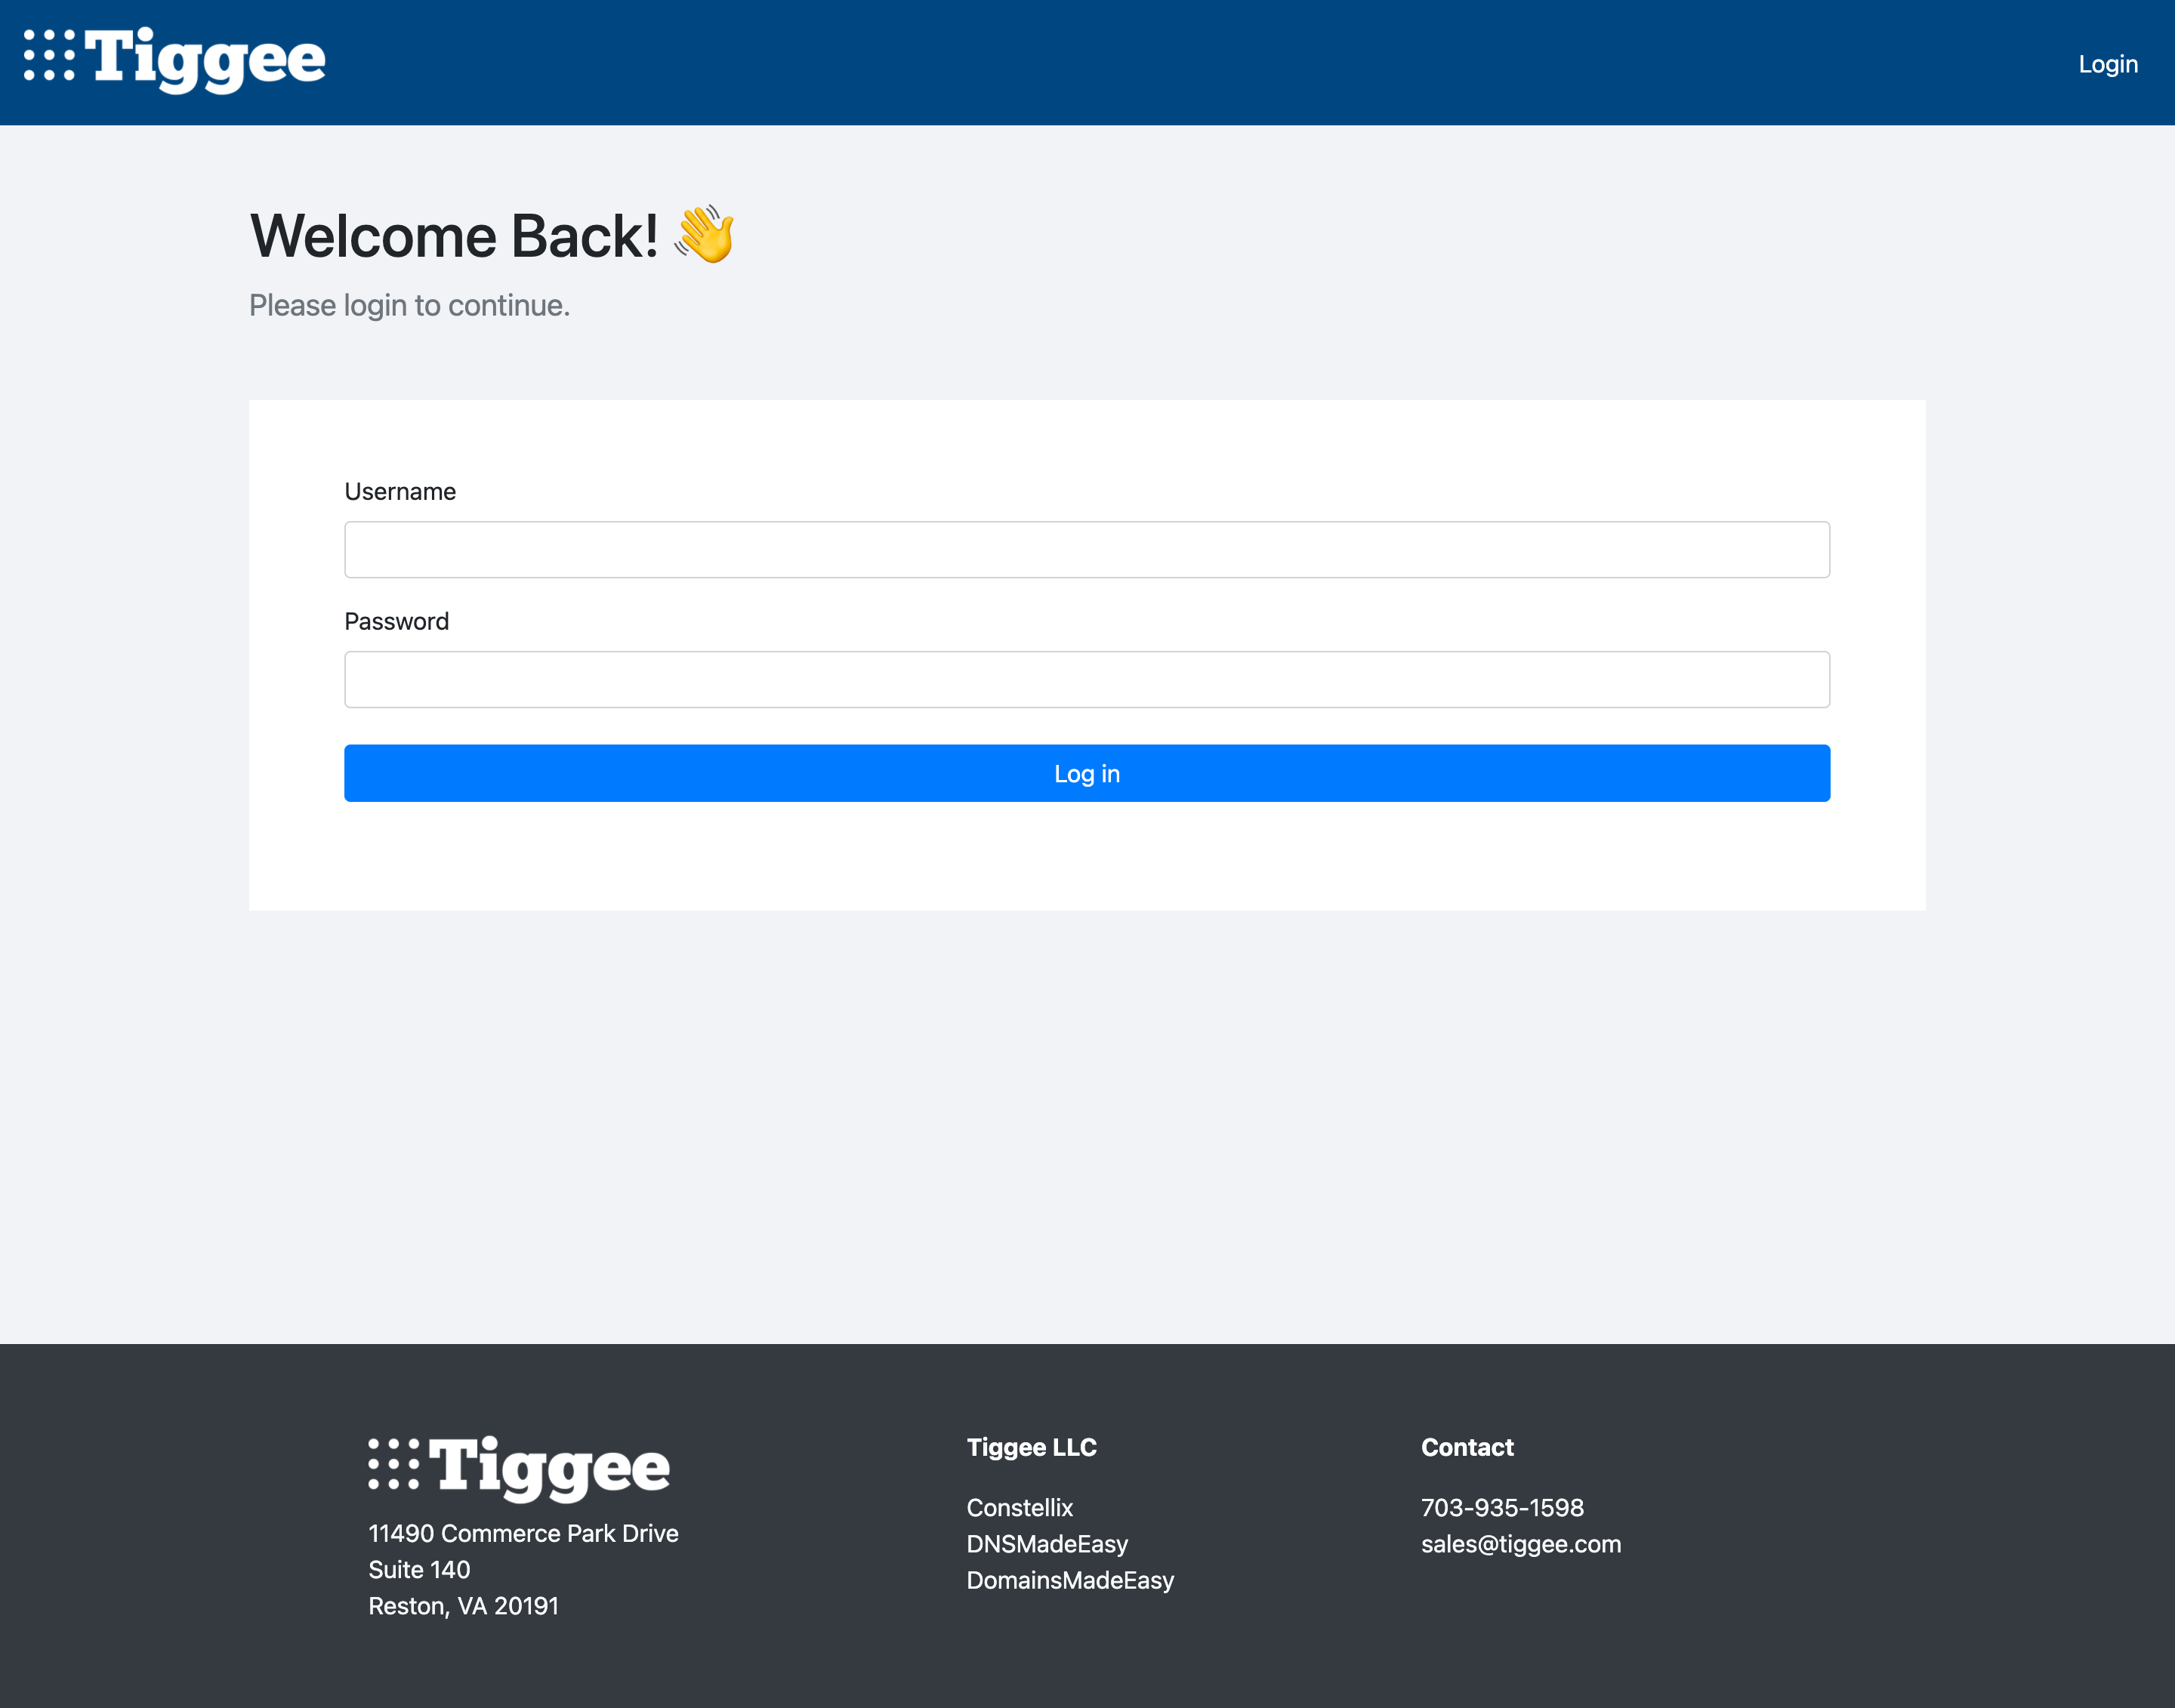 Tiggee
Login
Welcome Back! 👋
Please login to continue.
Username
Password
Log in
Tiggee
11490 Commerce Park Drive
Suite 140
Reston, VA 20191
Tiggee LLC
Constellix
DNSMadeEasy
DomainsMadeEasy
Contact
703-935-1598
sales@tiggee.com